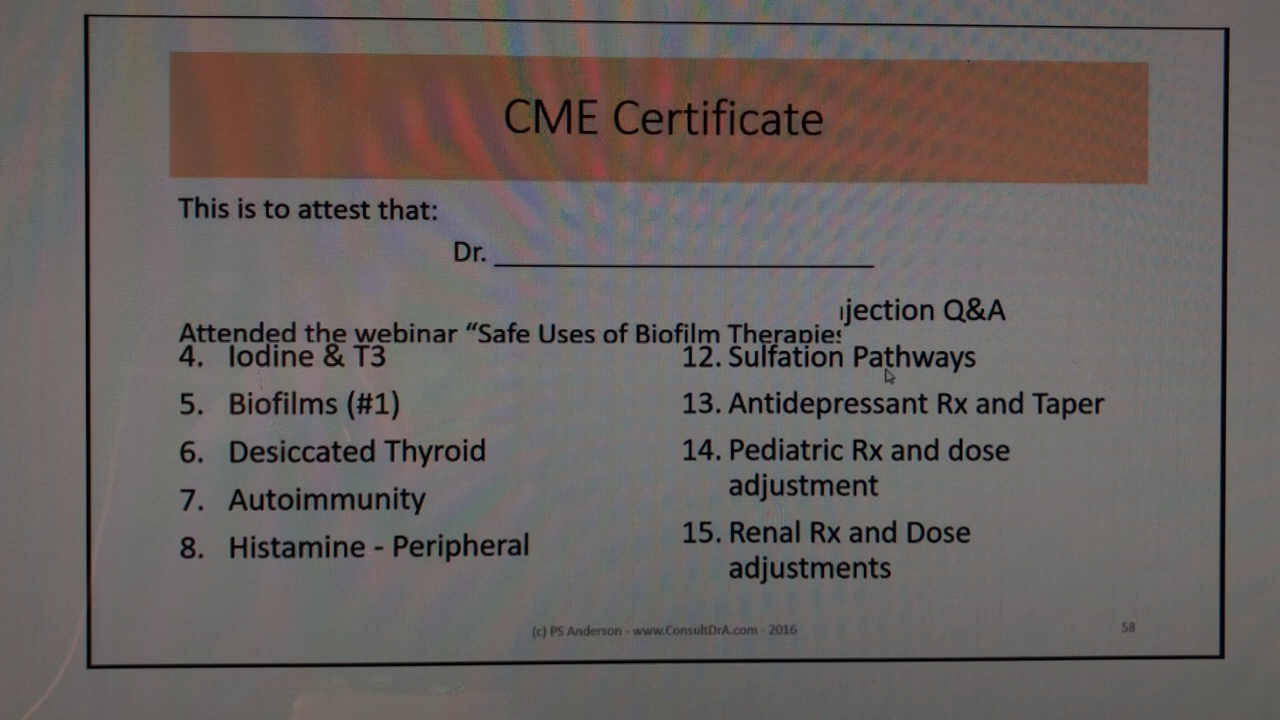 CME Certificate
This is to attest that:
Dr.
jection Q&A
Attended the webinar “Safe Uses of Biofilm Therapies
4. Iodine & T3
5. Biofilms (#1)
6. Desiccated Thyroid
7. Autoimmunity
8. Histamine - Peripheral
12. Sulfation Pathways
13. Antidepressant Rx and Taper
14. Pediatric Rx and dose
adjustment
15. Renal Rx and Dose
adjustments
(c) PS Anderson - www.ConsultDrA.com - 2016
58